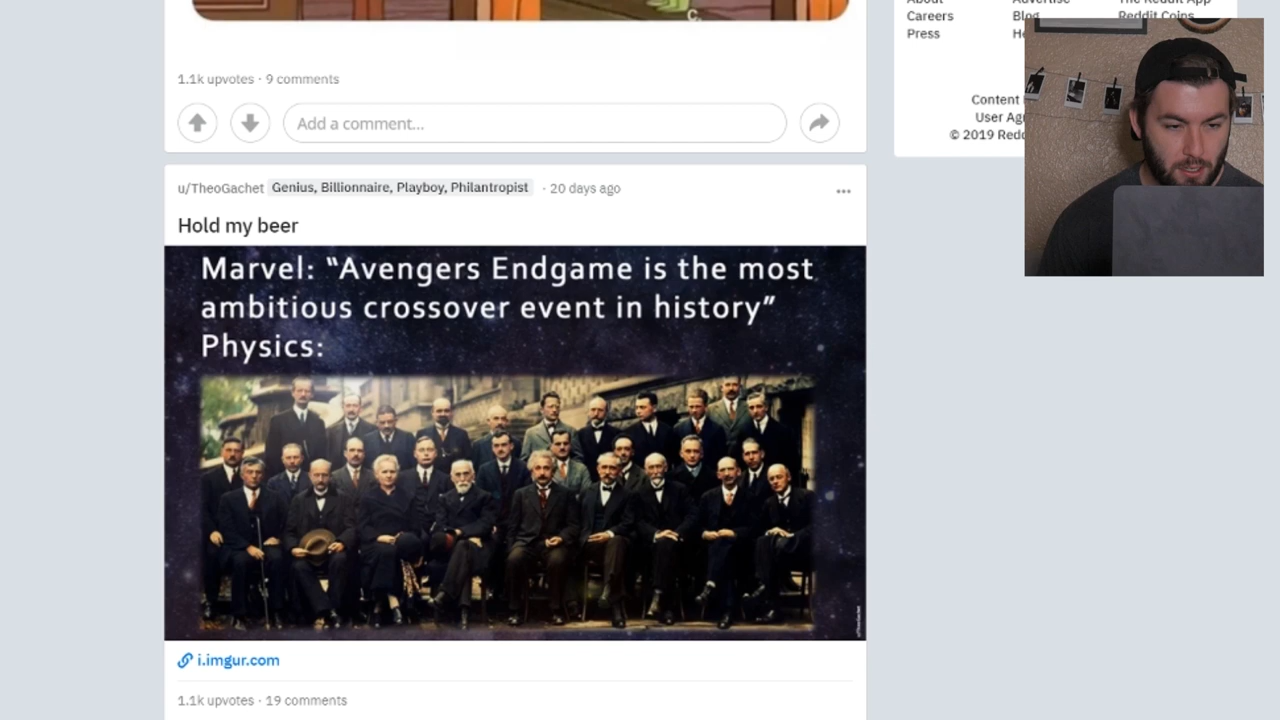 C.
About
Advertise
The Reddit App
Careers
Blog
Reddit Coins
Press
1.1k upvotes · 9 comments
Add a comment...
Content
User Agr
© 2019 Redd
u/TheoGachet Genius, Billionnaire, Playboy, Philantropist · 20 days ago
Hold my beer
Marvel: “Avengers Endgame is the most
ambitious crossover event in history”
Physics:
i.imgur.com
1.1k upvotes · 19 comments